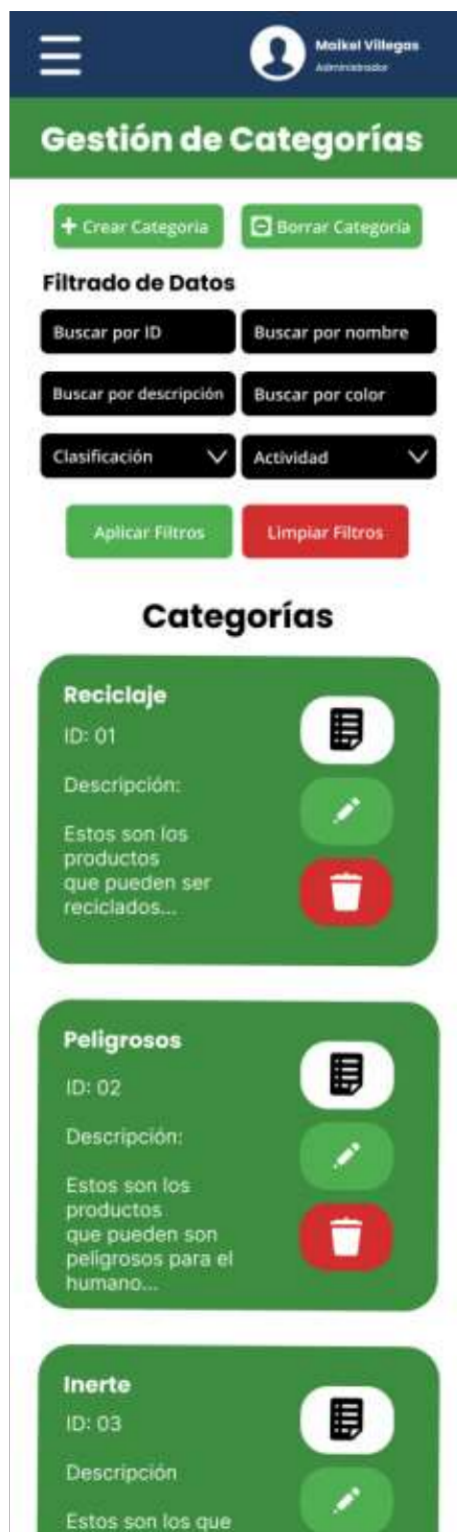 Maikel Villegas
Administrador
Gestión de Categorías
+ Crear Categoria
Borrar Categoría
Filtrado de Datos
Buscar por ID
Buscar por nombre
Buscar por descripción
Buscar por color
Clasificación
Actividad
Aplicar Filtros
Limpiar Filtros
Categorías
Reciclaje
ID: 01
Descripción:
Estos son los
productos
que pueden ser
reciclados...
Peligrosos
ID: 02
Descripción:
Estos son los
productos
que pueden son
peligrosos para el
humano...
Inerte
ID: 03
Descripción
Estos son los que